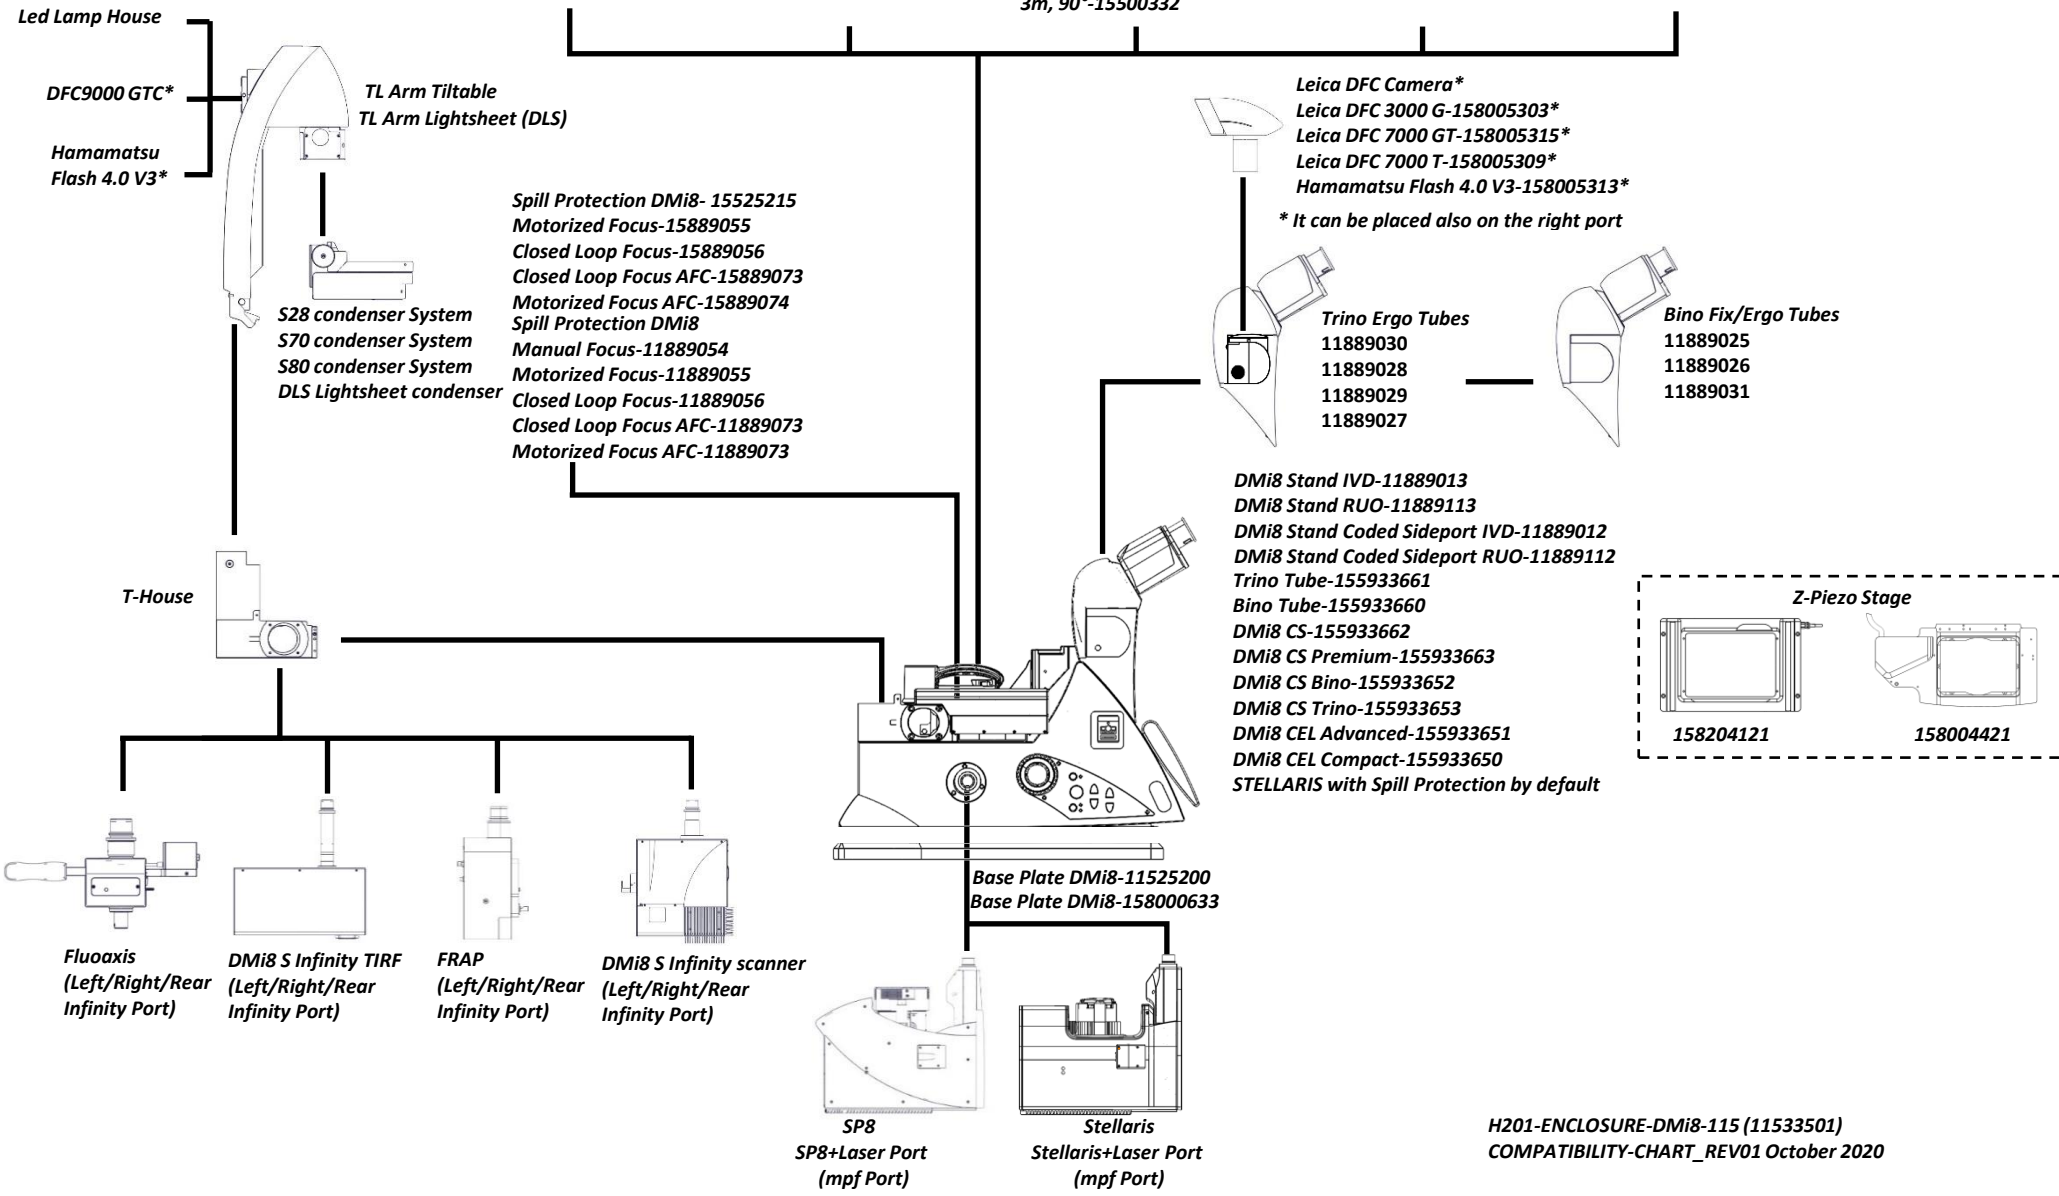 3m, 90°-15500332
Led Lamp House
DFC9000 GTC*
Hamamatsu
Flash 4.0 V3*
TL Arm Tiltable
TL Arm Lightsheet (DLS)
S28 condenser System
S70 condenser System
S80 condenser System
DLS Lightsheet condenser
Spill Protection DMi8- 15525215
Motorized Focus-15889055
Closed Loop Focus-15889056
Closed Loop Focus AFC-15889073
Motorized Focus AFC-15889074
Spill Protection DMi8
Manual Focus-11889054
Motorized Focus-11889055
Closed Loop Focus-11889056
Closed Loop Focus AFC-11889073
Motorized Focus AFC-11889073
Leica DFC Camera*
Leica DFC 3000 G-158005303*
Leica DFC 7000 GT-158005315*
Leica DFC 7000 T-158005309*
Hamamatsu Flash 4.0 V3-158005313*
* It can be placed also on the right port
Trino Ergo Tubes
11889030
11889028
11889029
11889027
Bino Fix/Ergo Tubes
11889025
11889026
11889031
DMi8 Stand IVD-11889013
DMi8 Stand RUO-11889113
DMi8 Stand Coded Sideport IVD-11889012
DMi8 Stand Coded Sideport RUO-11889112
Trino Tube-155933661
Bino Tube-155933660
DMi8 CS-155933662
DMi8 CS Premium-155933663
DMi8 CS Bino-155933652
DMi8 CS Trino-155933653
DMi8 CEL Advanced-155933651
DMi8 CEL Compact-155933650
STELLARIS with Spill Protection by default
Z-Piezo Stage
158204121
158004421
T-House
Fluoaxis
(Left/Right/Rear
Infinity Port)
DMi8 S Infinity TIRF
(Left/Right/Rear
Infinity Port)
FRAP
(Left/Right/Rear
Infinity Port)
DMi8 S Infinity scanner
(Left/Right/Rear
Infinity Port)
Base Plate DMi8-11525200
Base Plate DMi8-158000633
SP8
SP8+Laser Port
(mpf Port)
Stellaris
Stellaris+Laser Port
(mpf Port)
H201-ENCLOSURE-DMi8-115 (11533501)
COMPATIBILITY-CHART_REV01 October 2020